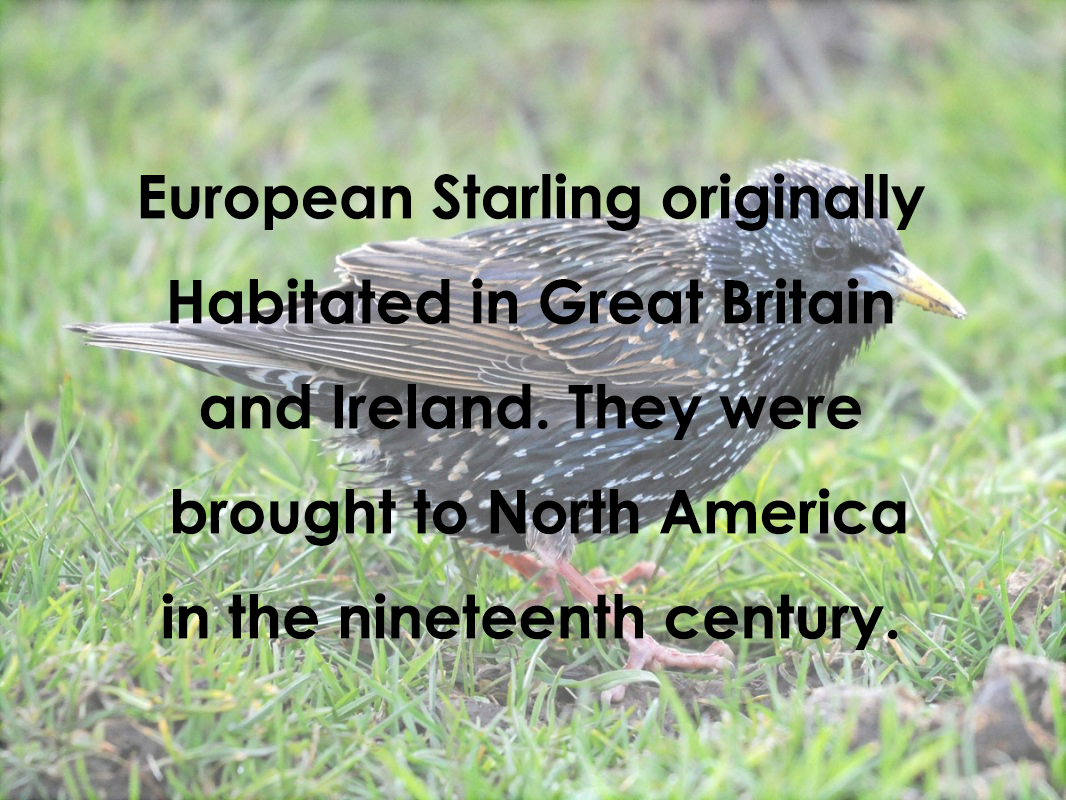 European Starling originally
Habitated in Great Britain
and Ireland. They were
brought to North America
in the nineteenth century.